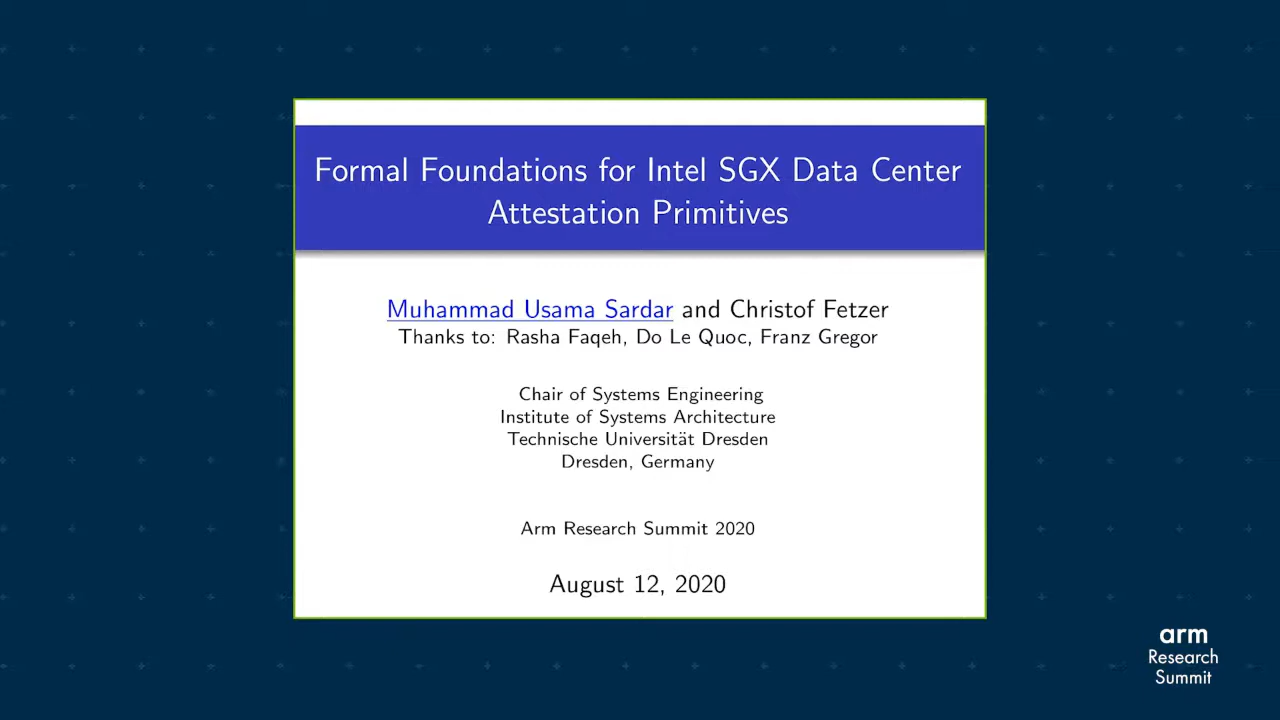 Formal Foundations for Intel SGX Data Center
Attestation Primitives
Muhammad Usama Sardar and Christof Fetzer
Thanks to: Rasha Faqeh, Do Le Quoc, Franz Gregor
Chair of Systems Engineering
Institute of Systems Architecture
Technische Universität Dresden
Dresden, Germany
Arm Research Summit 2020
August 12, 2020
arm
Research
Summit